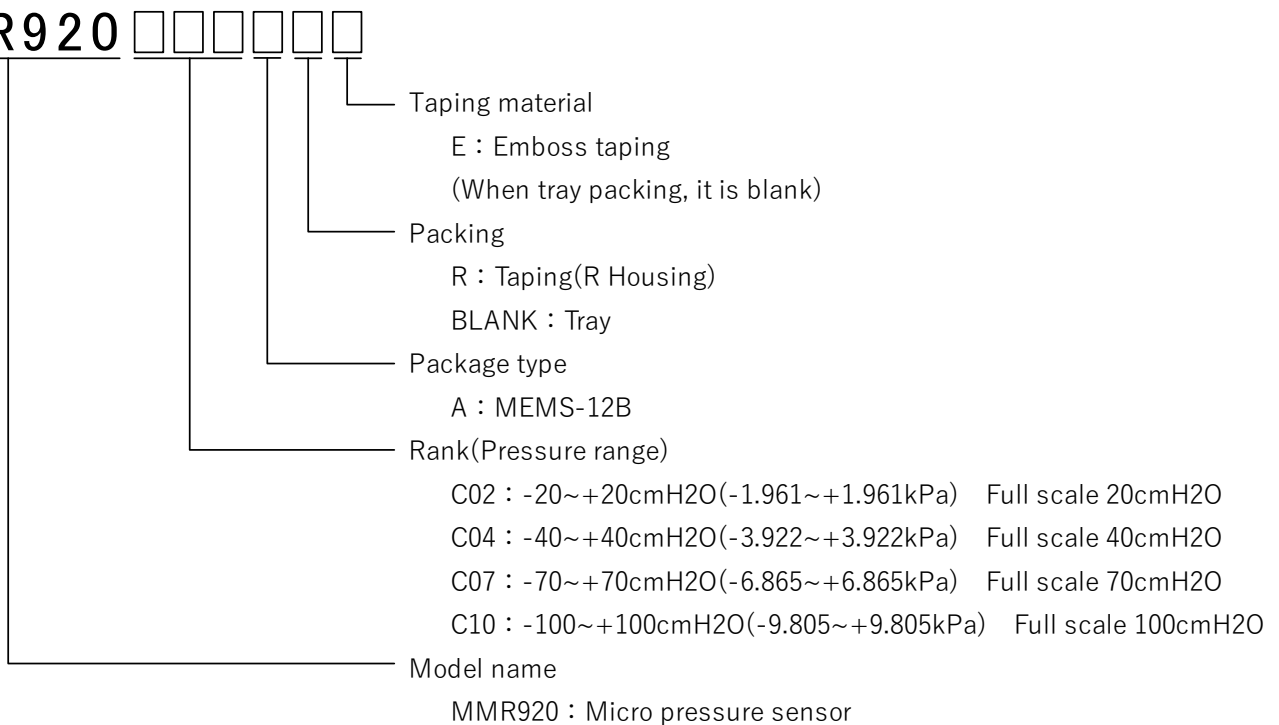 R920□□□□□□
Taping material
E：Emboss taping
(When tray packing, it is blank)
Packing
R：Taping(R Housing)
BLANK：Tray
Package type
A：MEMS-12B
Rank(Pressure range)
C02：-20~+20cmH2O(-1.961~+1.961kPa) Full scale 20cmH2O
C04：-40~+40cmH2O(-3.922~+3.922kPa) Full scale 40cmH2O
C07：-70~+70cmH2O(-6.865~+6.865kPa) Full scale 70cmH2O
C10：-100~+100cmH2O(-9.805~+9.805kPa) Full scale 100cmH2O
Model name
MMR920：Micro pressure sensor